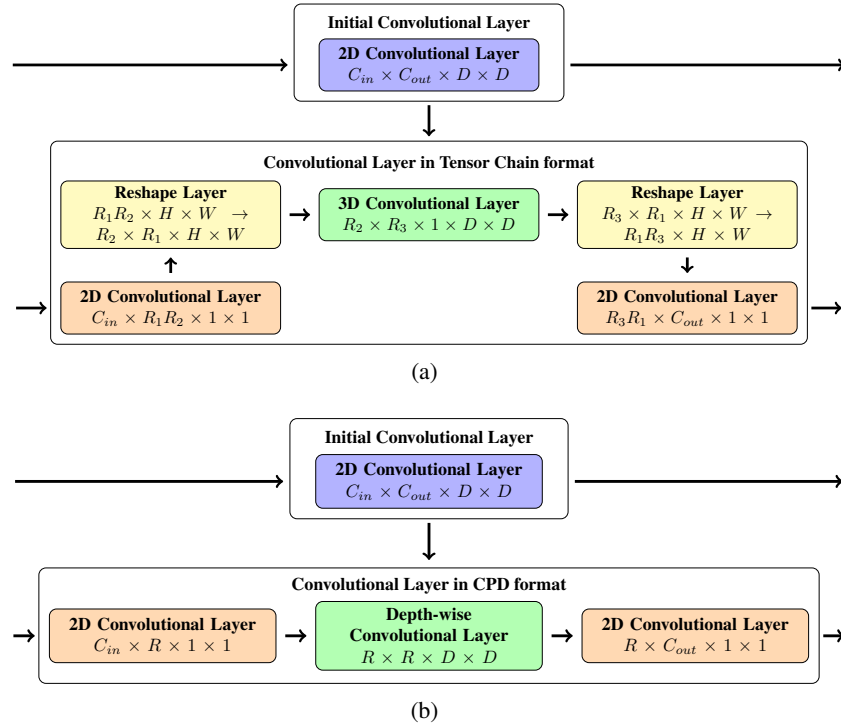 Initial Convolutional Layer
2D Convolutional Layer
C_in × C_out × D × D
Convolutional Layer in Tensor Chain format
Reshape Layer
R_1R_2 × H × W →
R_2 × R_1 × H × W
3D Convolutional Layer
R_2 × R_3 × 1 × D × D
Reshape Layer
R_3 × R_1 × H × W →
R_1R_3 × H × W
2D Convolutional Layer
C_in × R_1R_2 × 1 × 1
2D Convolutional Layer
R_3R_1 × C_out × 1 × 1
(a)
Initial Convolutional Layer
2D Convolutional Layer
C_in × C_out × D × D
Convolutional Layer in CPD format
2D Convolutional Layer
C_in × R × 1 × 1
Depth-wise
Convolutional Layer
R × R × D × D
2D Convolutional Layer
R × C_out × 1 × 1
(b)